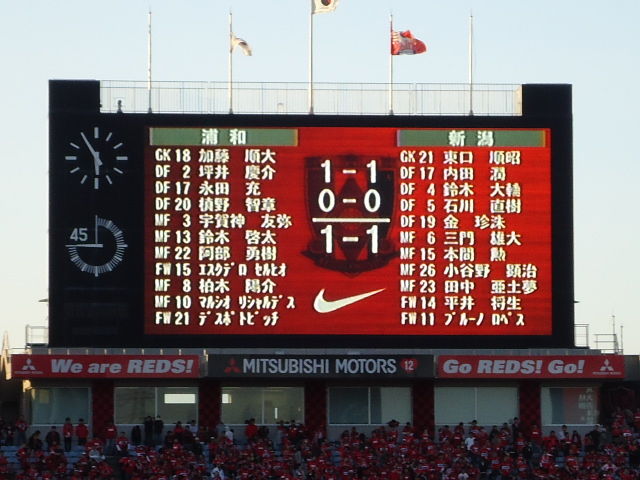 浦和
GK 18 加藤 順大
DF 2 坪井 慶介
DF 17 永田 充
DF 20 槙野 智章
MF 3 宇賀神 友弥
MF 13 鈴木 啓太
MF 22 阿部 勇樹
FW 15 エスクデロ セルヒオ
MF 8 柏木 陽介
MF 10 マルシオ リシャルデス
FW 21 デスポトビッチ
1-1
0-0
1-1
新潟
GK 21 東口 順昭
DF 17 内田 潤
DF 4 鈴木 大輔
DF 5 石川 直樹
DF 19 金 珍洙
MF 6 三門 雄大
MF 15 本間 勲
MF 26 小谷野 顕治
MF 23 田中 亜土夢
FW 14 平井 将生
FW 11 ブルーノ ロペス
45
We are REDS!
MITSUBISHI MOTORS 12
Go REDS! Go!